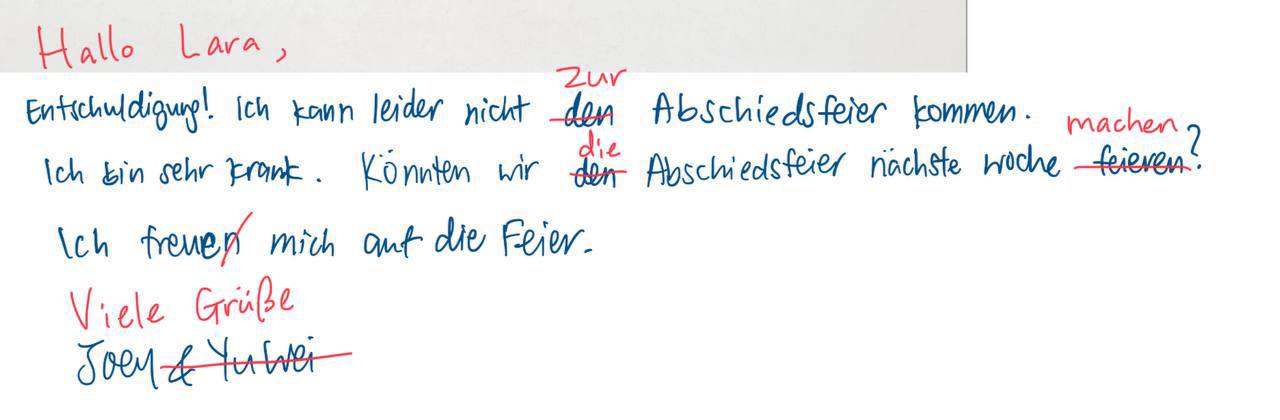 Hallo Lara,
Entschuldigung! Ich kann leider nicht den zur Abschiedsfeier kommen.
Ich bin sehr krank. Könnten wir den die Abschiedsfeier nächste woche feieren machen?
Ich freuen mich auf die Feier.
Viele Grüße
Joey & Yuwei